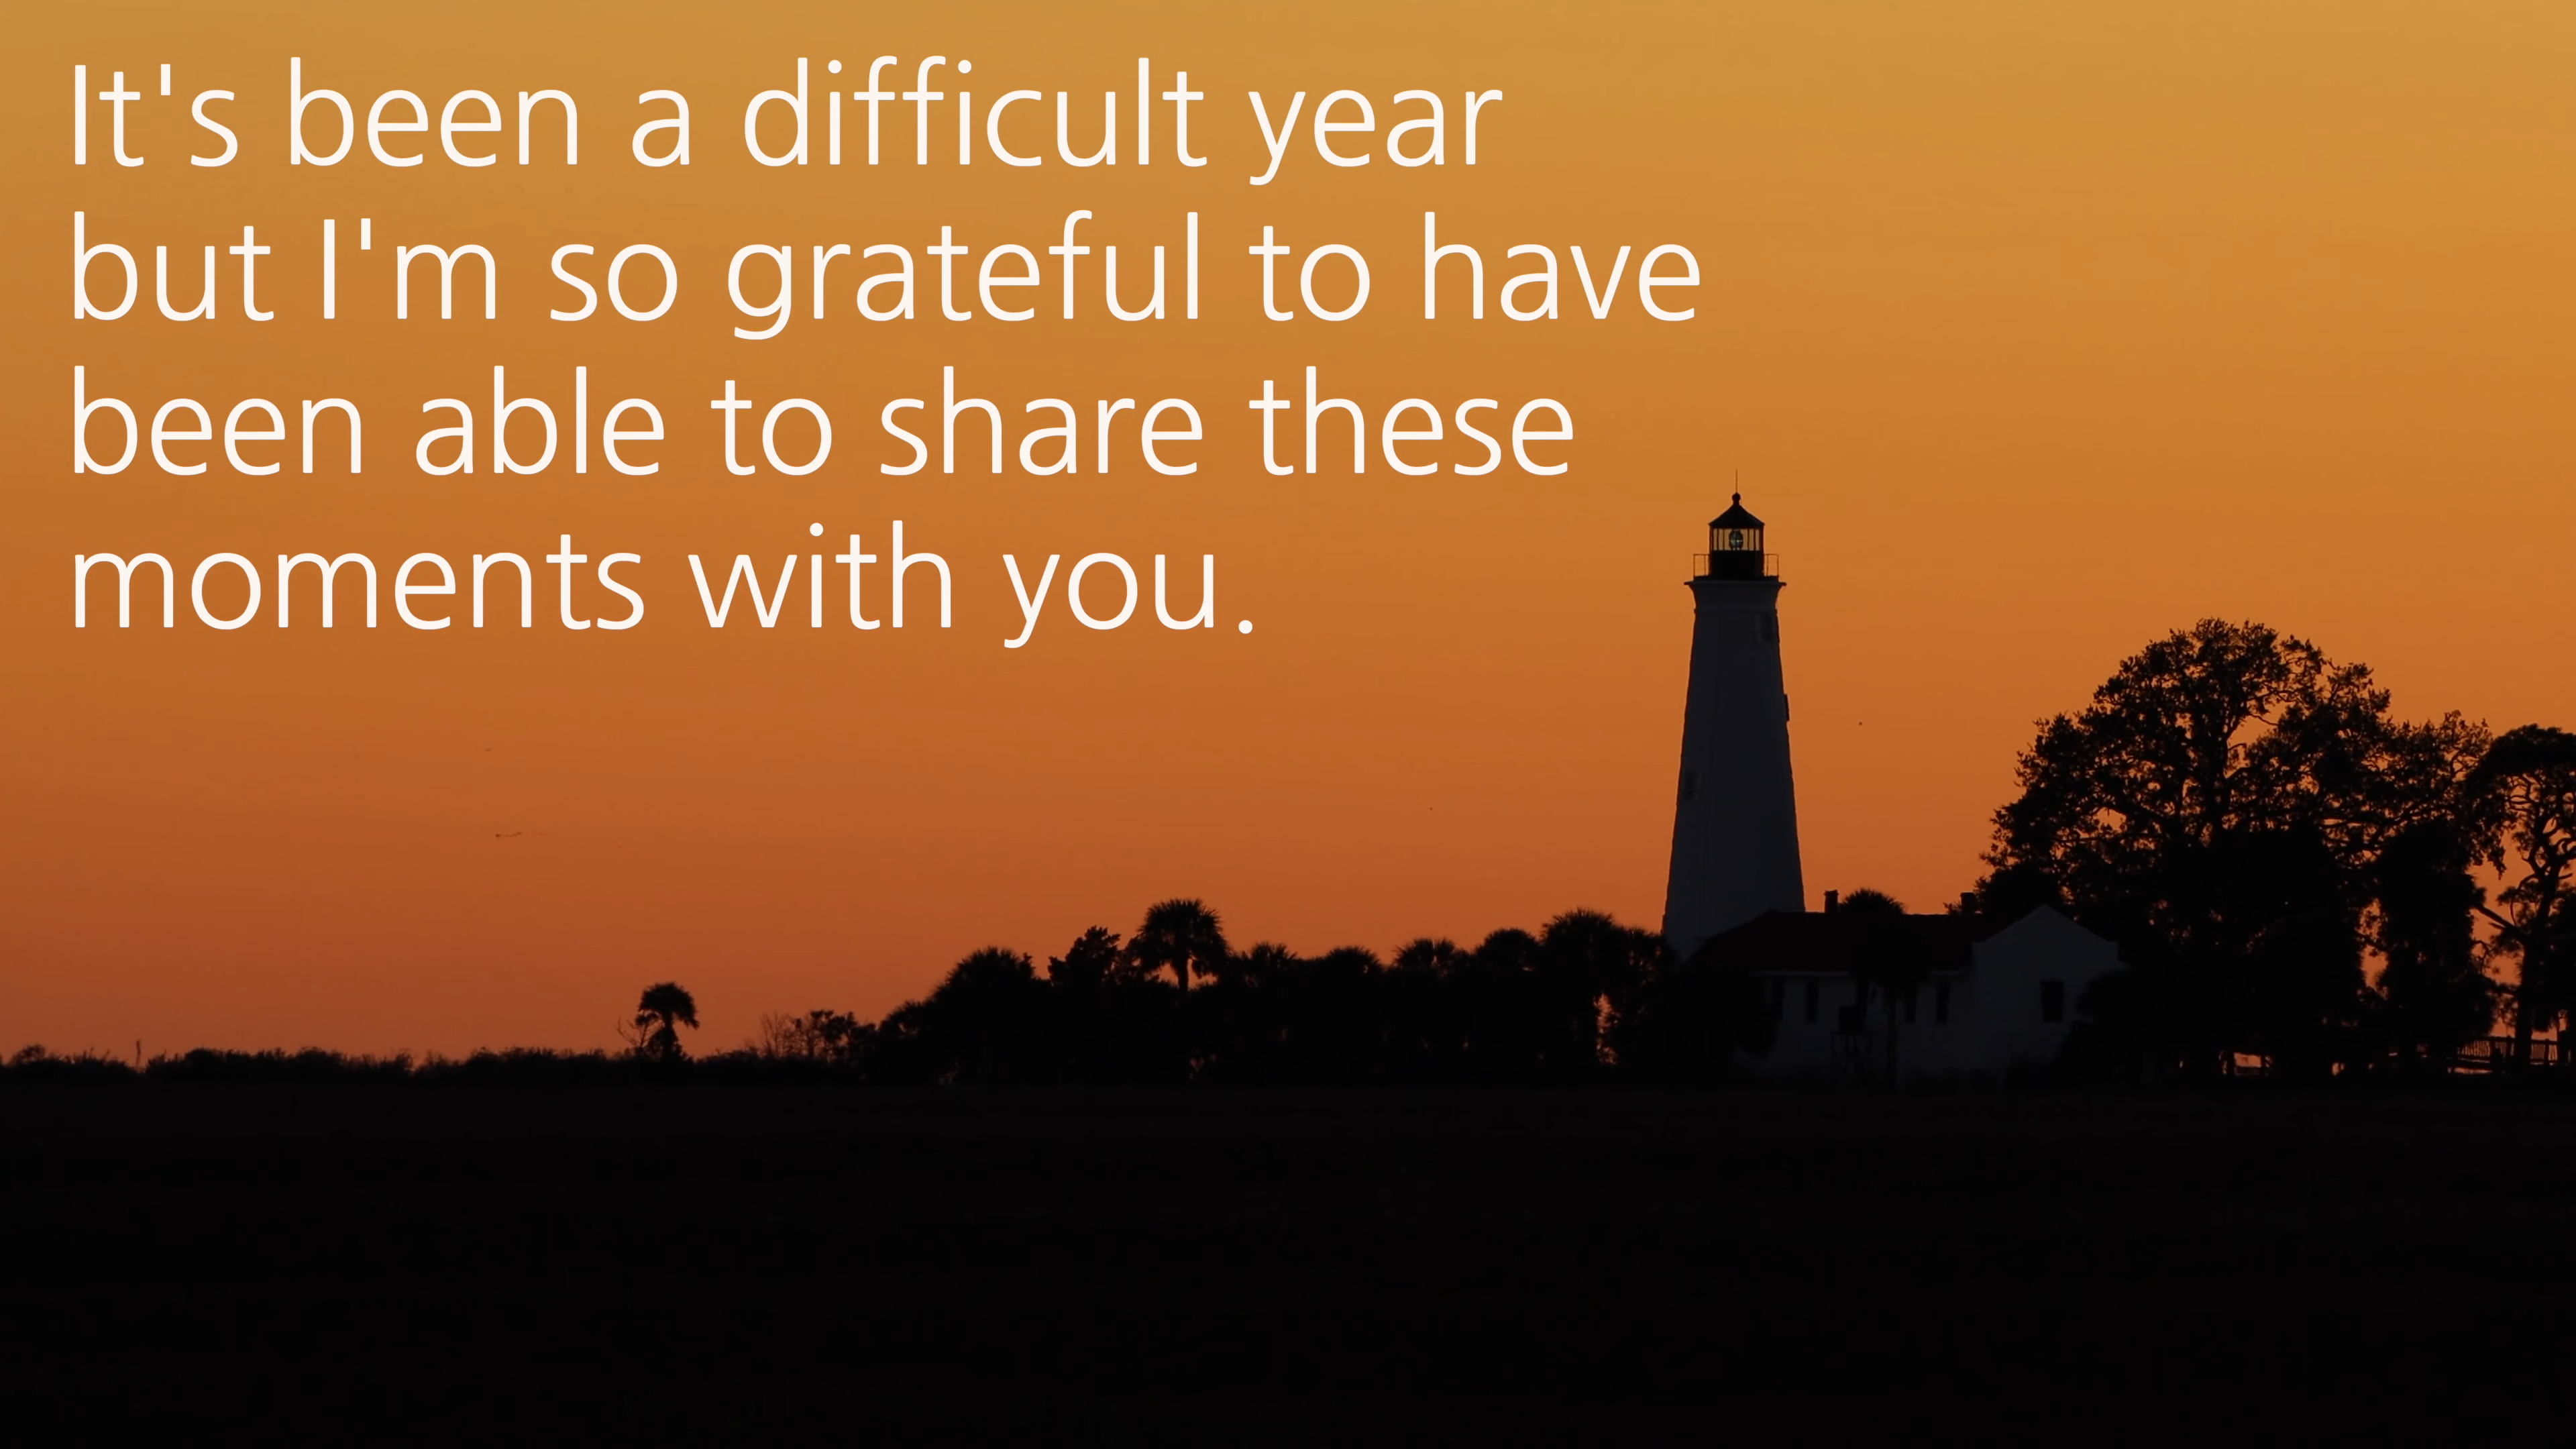 It's been a difficult year
but I'm so grateful to have
been able to share these
moments with you.